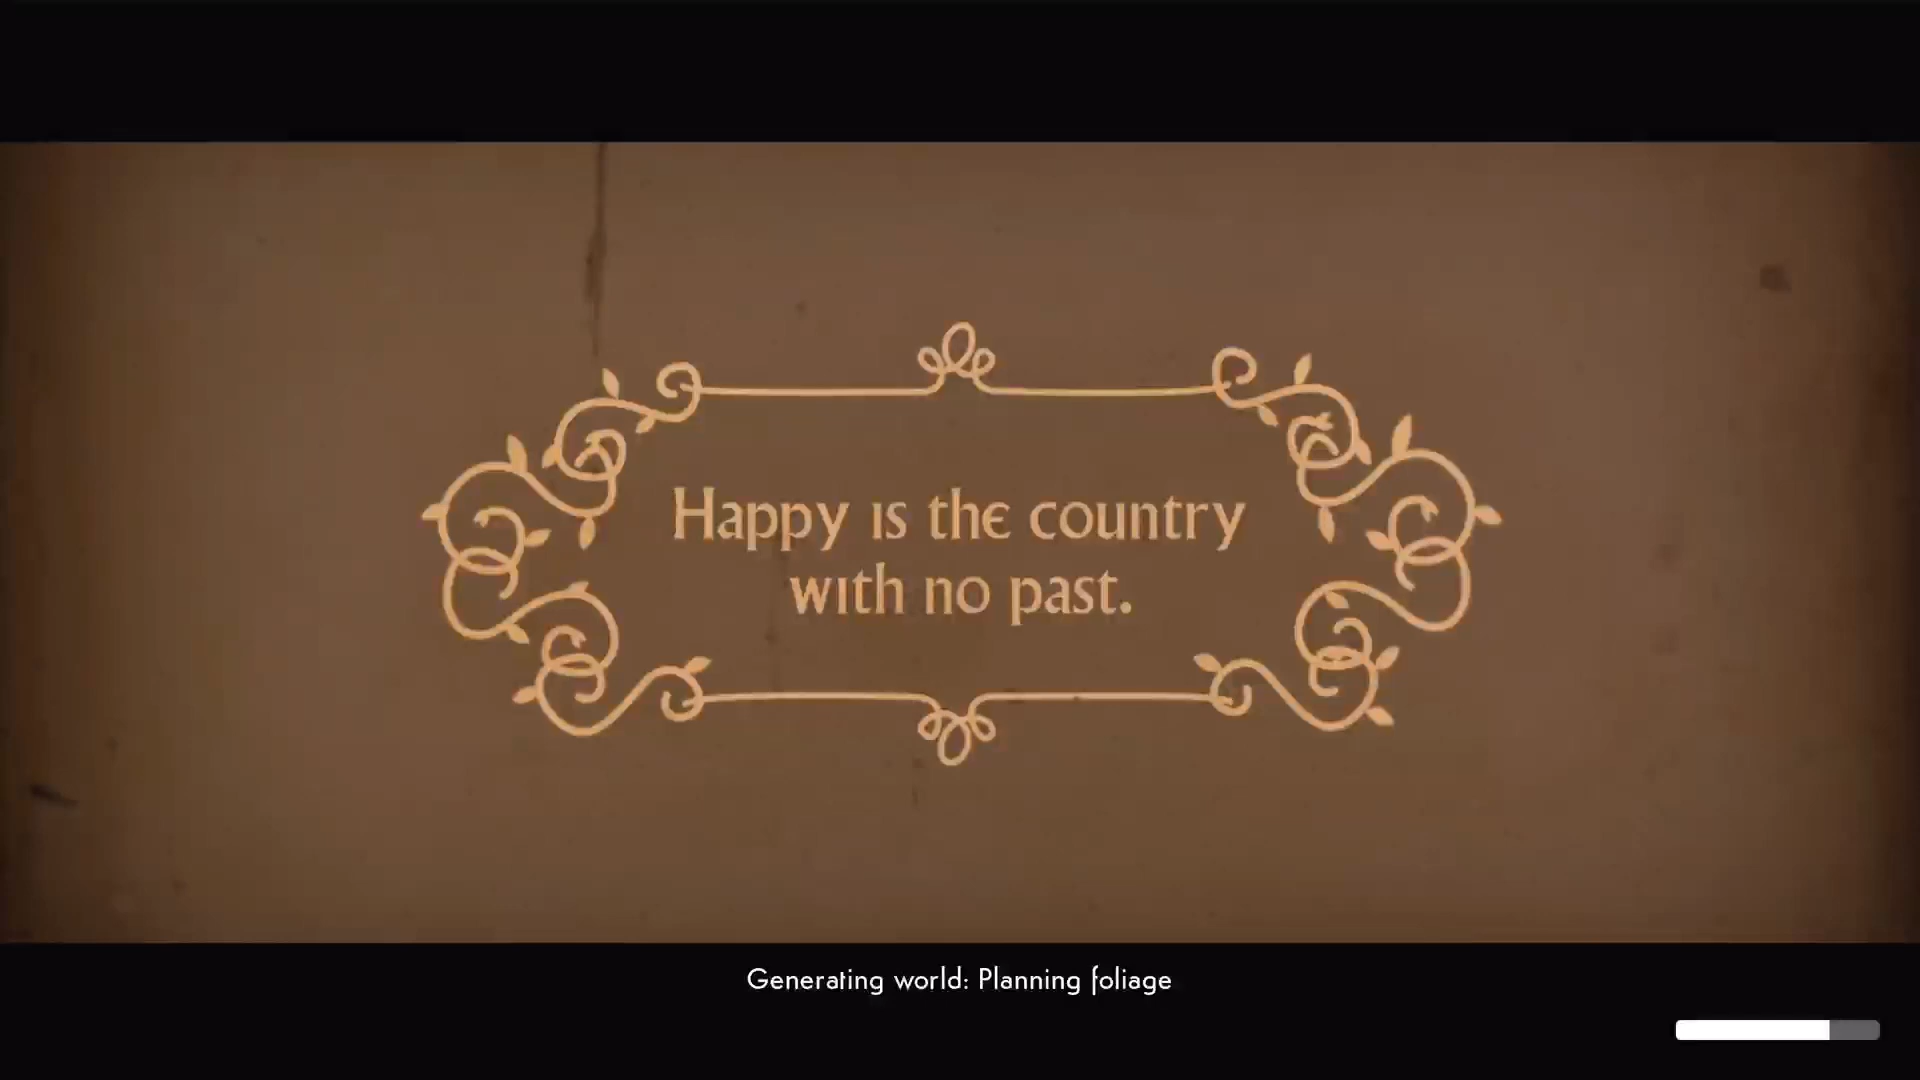 Happy is the country
with no past.
Generating world: Planning foliage